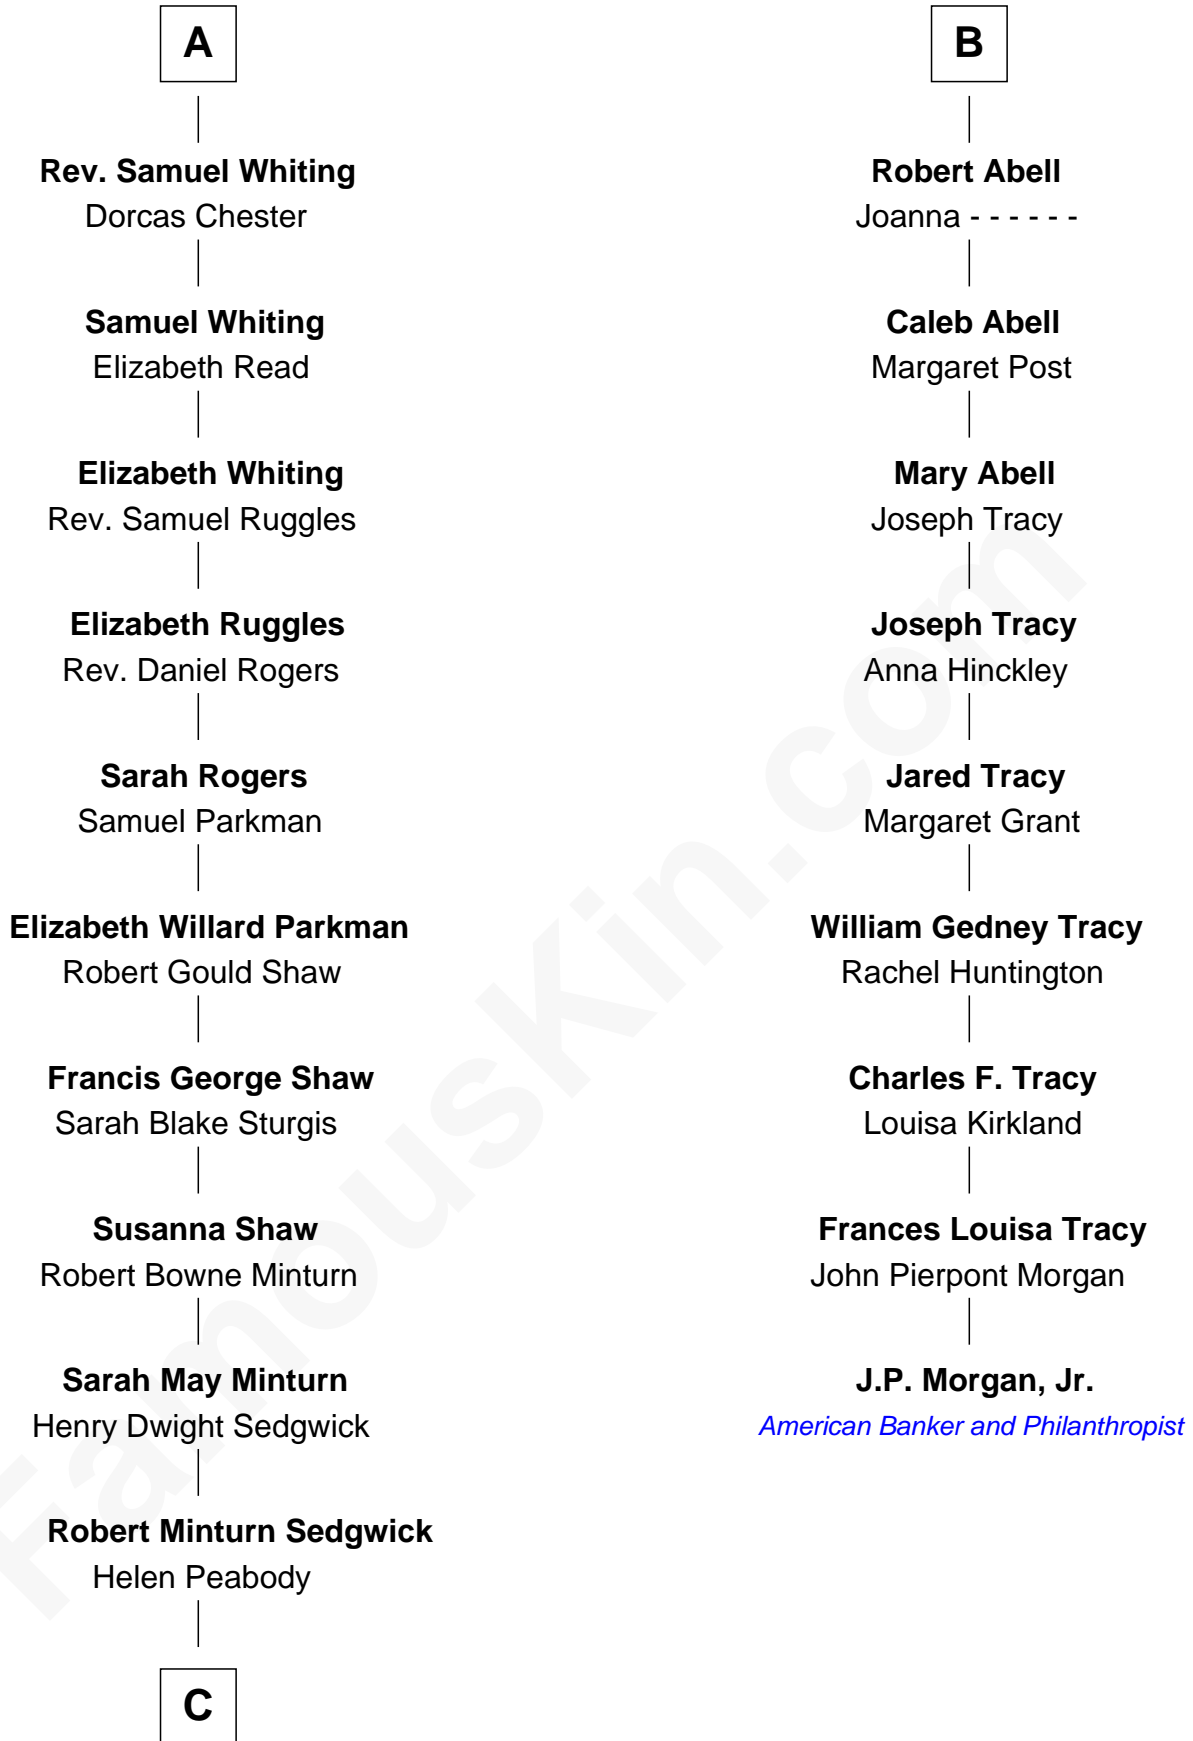 A
Rev. Samuel Whiting
Dorcas Chester
Samuel Whiting
Elizabeth Read
Elizabeth Whiting
Rev. Samuel Ruggles
Elizabeth Ruggles
Rev. Daniel Rogers
Sarah Rogers
Samuel Parkman
Elizabeth Willard Parkman
Robert Gould Shaw
Francis George Shaw
Sarah Blake Sturgis
Susanna Shaw
Robert Bowne Minturn
Sarah May Minturn
Henry Dwight Sedgwick
Robert Minturn Sedgwick
Helen Peabody
C
B
Robert Abell
Joanna - - - - - -
Caleb Abell
Margaret Post
Mary Abell
Joseph Tracy
Joseph Tracy
Anna Hinckley
Jared Tracy
Margaret Grant
William Gedney Tracy
Rachel Huntington
Charles F. Tracy
Louisa Kirkland
Frances Louisa Tracy
John Pierpont Morgan
J.P. Morgan, Jr.
American Banker and Philanthropist
FamousKin.com